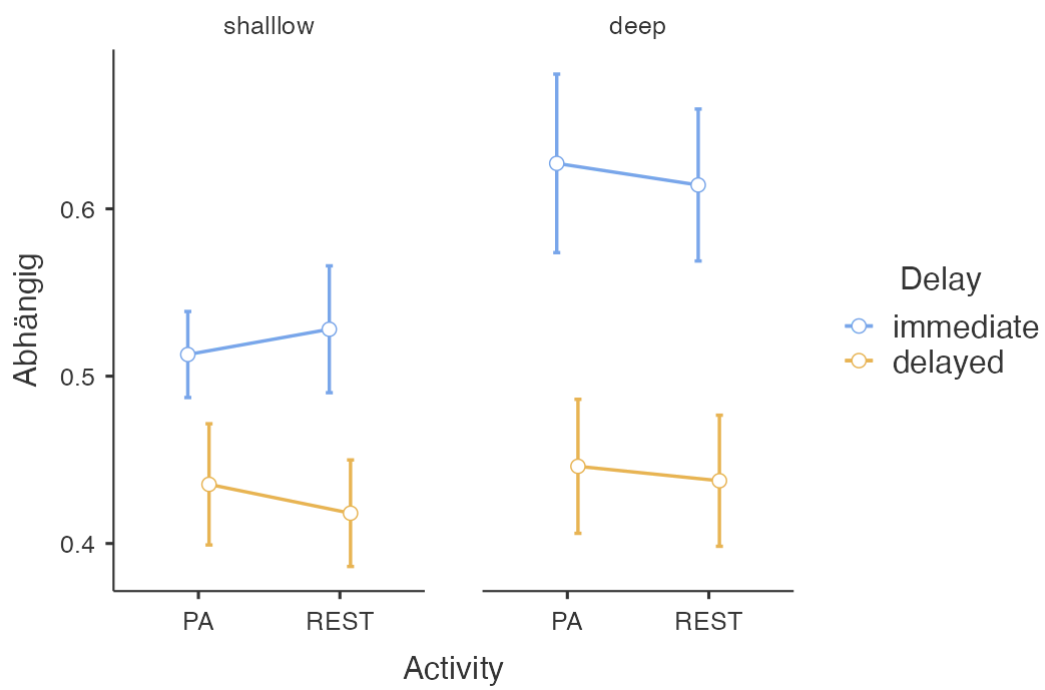 shalllow
deep
0.6
0.5
0.4
Abhängig
PA
REST
PA
REST
Activity
Delay
immediate
delayed